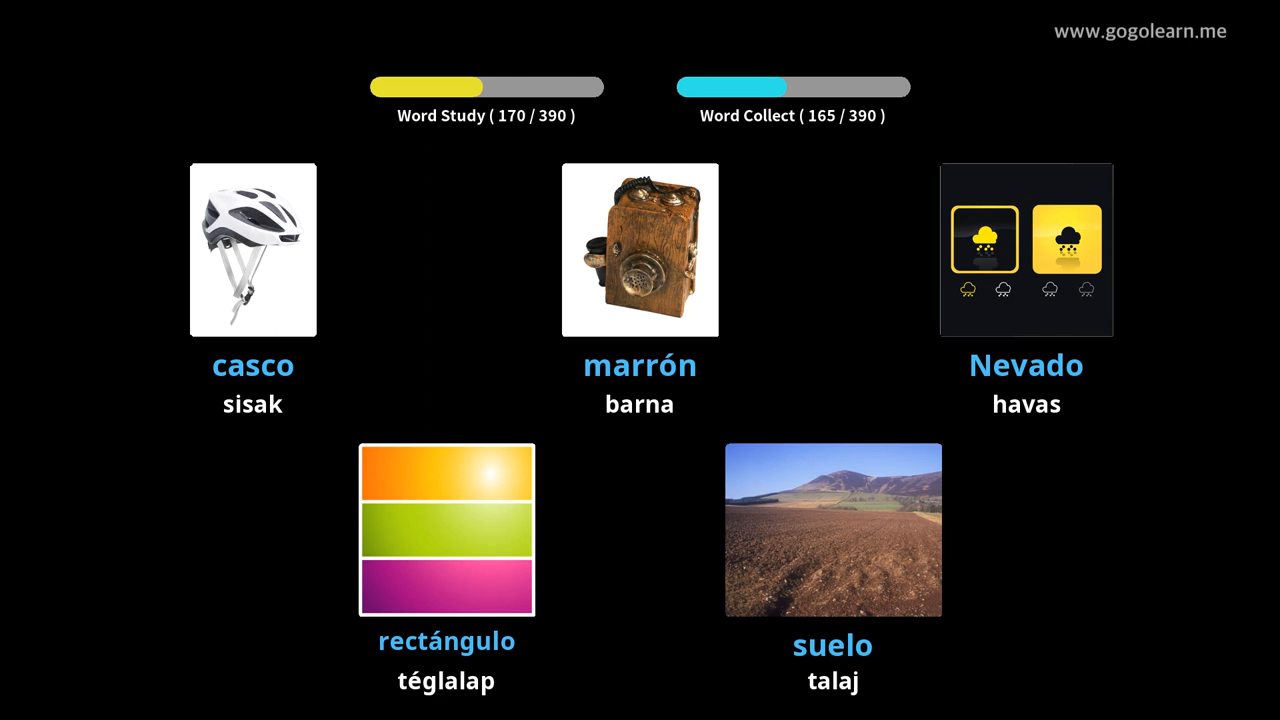 www.gogolearn.me
Word Study ( 170 / 390 )
Word Collect ( 165 / 390 )
casco
sisak
marrón
barna
Nevado
havas
rectángulo
téglalap
suelo
talaj